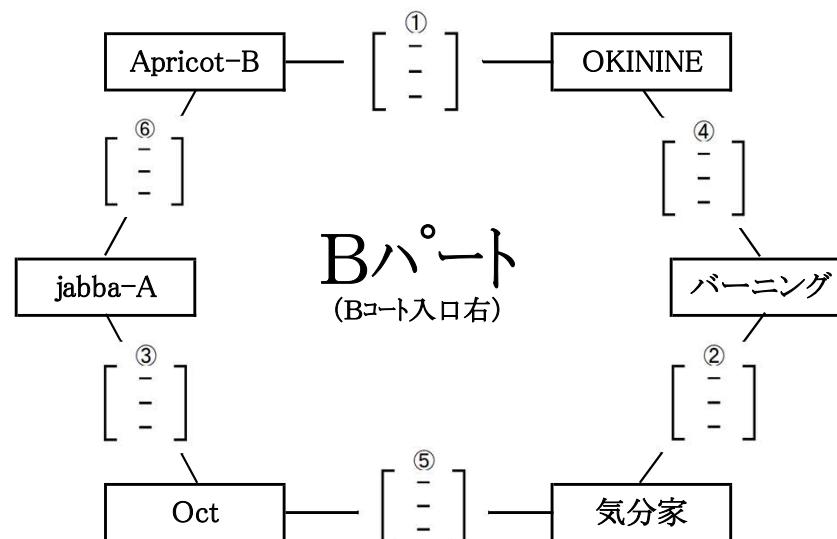 ①
Apricot-B
[ - - - ]
OKININE
⑥
[ - - - ]
④
[ - - - ]
Bパート
(Bコート入口右)
jabba-A
バーニング
③
[ - - - ]
②
[ - - - ]
⑤
Oct
[ - - - ]
気分家